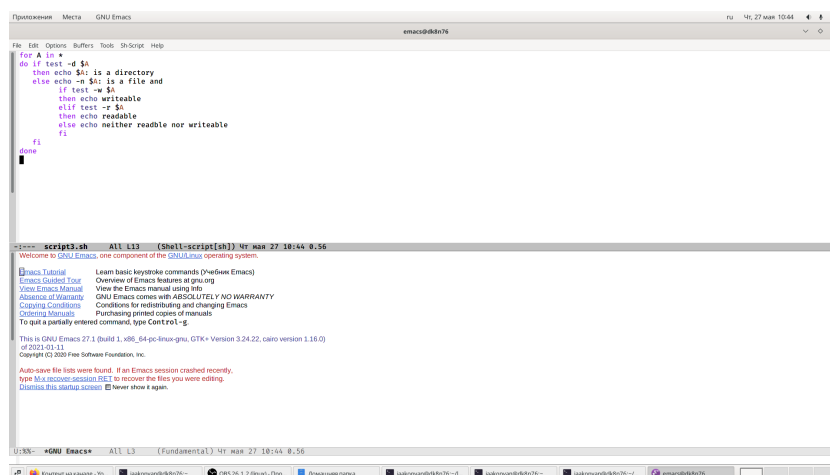 Приложения Места GNU Emacs ru Чт, 27 мая 10:44
emacs@dk8n76
File Edit Options Buffers Tools Sh-Script Help
for A in *
do if test -d $A
then echo $A: is a directory
else echo -n $A: is a file and
if test -w $A
then echo writeable
elif test -r $A
then echo readable
else echo neither readble nor writeable
fi
fi
done
-:--- script3.sh All L13 (Shell-script[sh]) Чт мая 27 10:44 0.56
Welcome to GNU Emacs, one component of the GNU/Linux operating system.
Emacs Tutorial Learn basic keystroke commands (Учебник Emacs)
Emacs Guided Tour Overview of Emacs features at gnu.org
View Emacs Manual View the Emacs manual using Info
Absence of Warranty GNU Emacs comes with ABSOLUTELY NO WARRANTY
Copying Conditions Conditions for redistributing and changing Emacs
Ordering Manuals Purchasing printed copies of manuals
To quit a partially entered command, type Control-g.
This is GNU Emacs 27.1 (build 1, x86_64-pc-linux-gnu, GTK+ Version 3.24.22, cairo version 1.16.0)
of 2021-01-11
Copyright (C) 2020 Free Software Foundation, Inc.
Auto-save file lists were found. If an Emacs session crashed recently,
type M-x recover-session RET to recover the files you were editing.
Dismiss this startup screen Never show it again.
U:%%- *GNU Emacs* All L3 (Fundamental) Чт мая 27 10:44 0.56
emacs@dk8n76